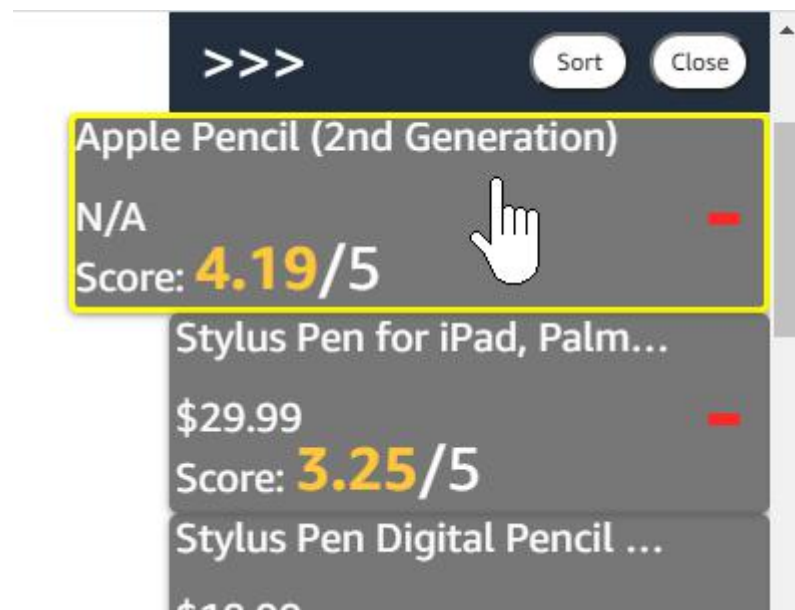 >>> Sort Close
Apple Pencil (2nd Generation)
N/A
Score: 4.19/5
Stylus Pen for iPad, Palm...
$29.99
Score: 3.25/5
Stylus Pen Digital Pencil ...